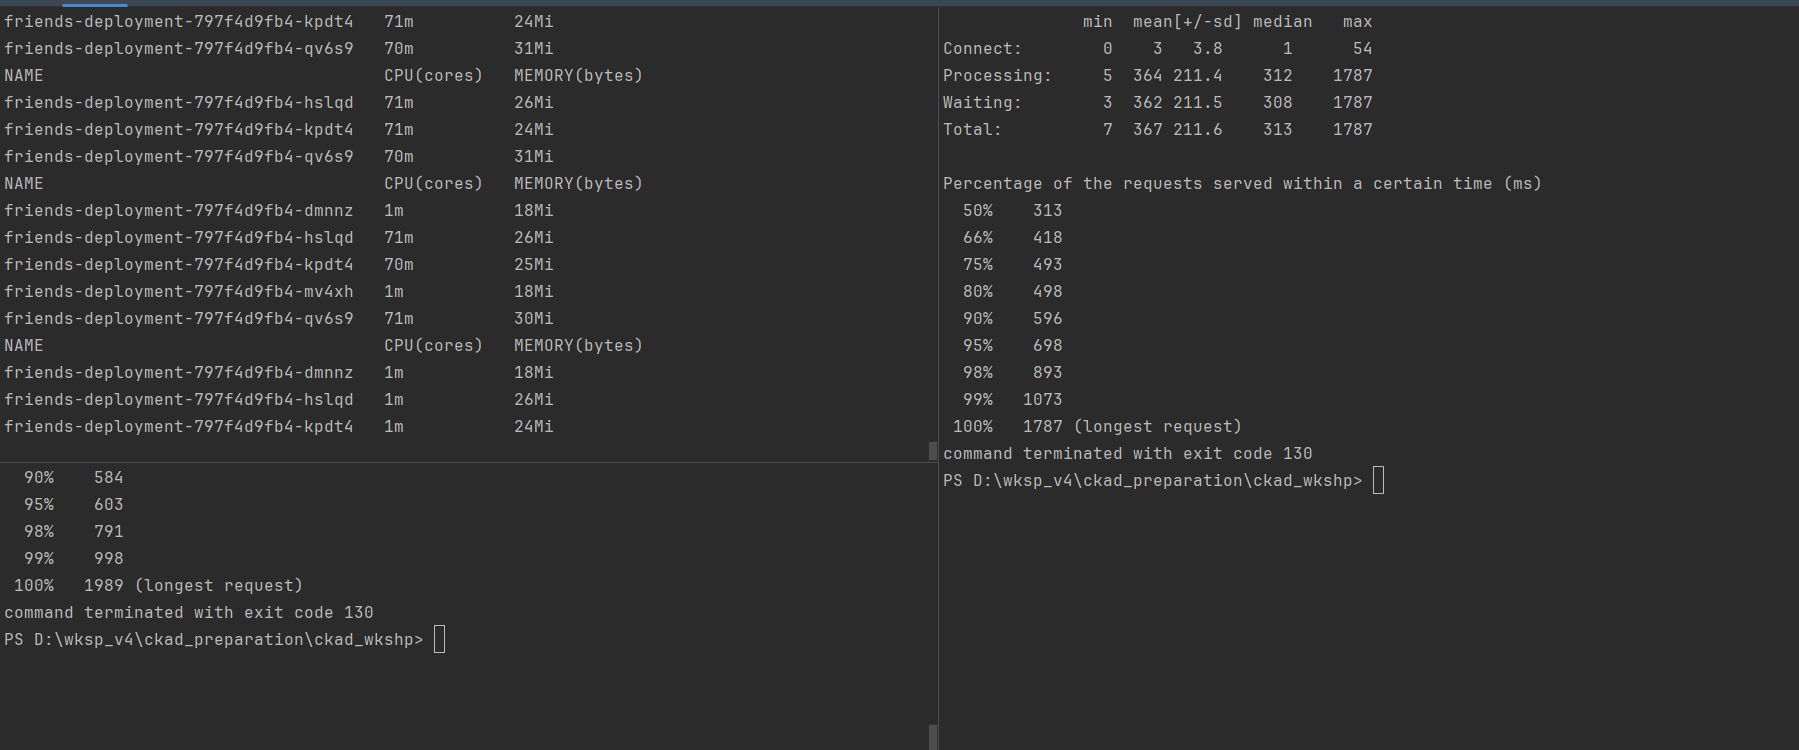 friends-deployment-797f4d9fb4-kpdt4   71m          24Mi
friends-deployment-797f4d9fb4-qv6s9   70m          31Mi
NAME                                  CPU(cores)   MEMORY(bytes)
friends-deployment-797f4d9fb4-hslqd   71m          26Mi
friends-deployment-797f4d9fb4-kpdt4   71m          24Mi
friends-deployment-797f4d9fb4-qv6s9   70m          31Mi
NAME                                  CPU(cores)   MEMORY(bytes)
friends-deployment-797f4d9fb4-dmnnz   1m           18Mi
friends-deployment-797f4d9fb4-hslqd   71m          26Mi
friends-deployment-797f4d9fb4-kpdt4   70m          25Mi
friends-deployment-797f4d9fb4-mv4xh   1m           18Mi
friends-deployment-797f4d9fb4-qv6s9   71m          30Mi
NAME                                  CPU(cores)   MEMORY(bytes)
friends-deployment-797f4d9fb4-dmnnz   1m           18Mi
friends-deployment-797f4d9fb4-hslqd   1m           26Mi
friends-deployment-797f4d9fb4-kpdt4   1m           24Mi
  90%    584
  95%    603
  98%    791
  99%    998
 100%   1989 (longest request)
command terminated with exit code 130
PS D:\wksp_v4\ckad_preparation\ckad_wkshp>
              min  mean[+/-sd] median   max
Connect:        0    3   3.8      1      54
Processing:     5  364 211.4    312    1787
Waiting:        3  362 211.5    308    1787
Total:          7  367 211.6    313    1787
Percentage of the requests served within a certain time (ms)
  50%    313
  66%    418
  75%    493
  80%    498
  90%    596
  95%    698
  98%    893
  99%   1073
 100%   1787 (longest request)
command terminated with exit code 130
PS D:\wksp_v4\ckad_preparation\ckad_wkshp>